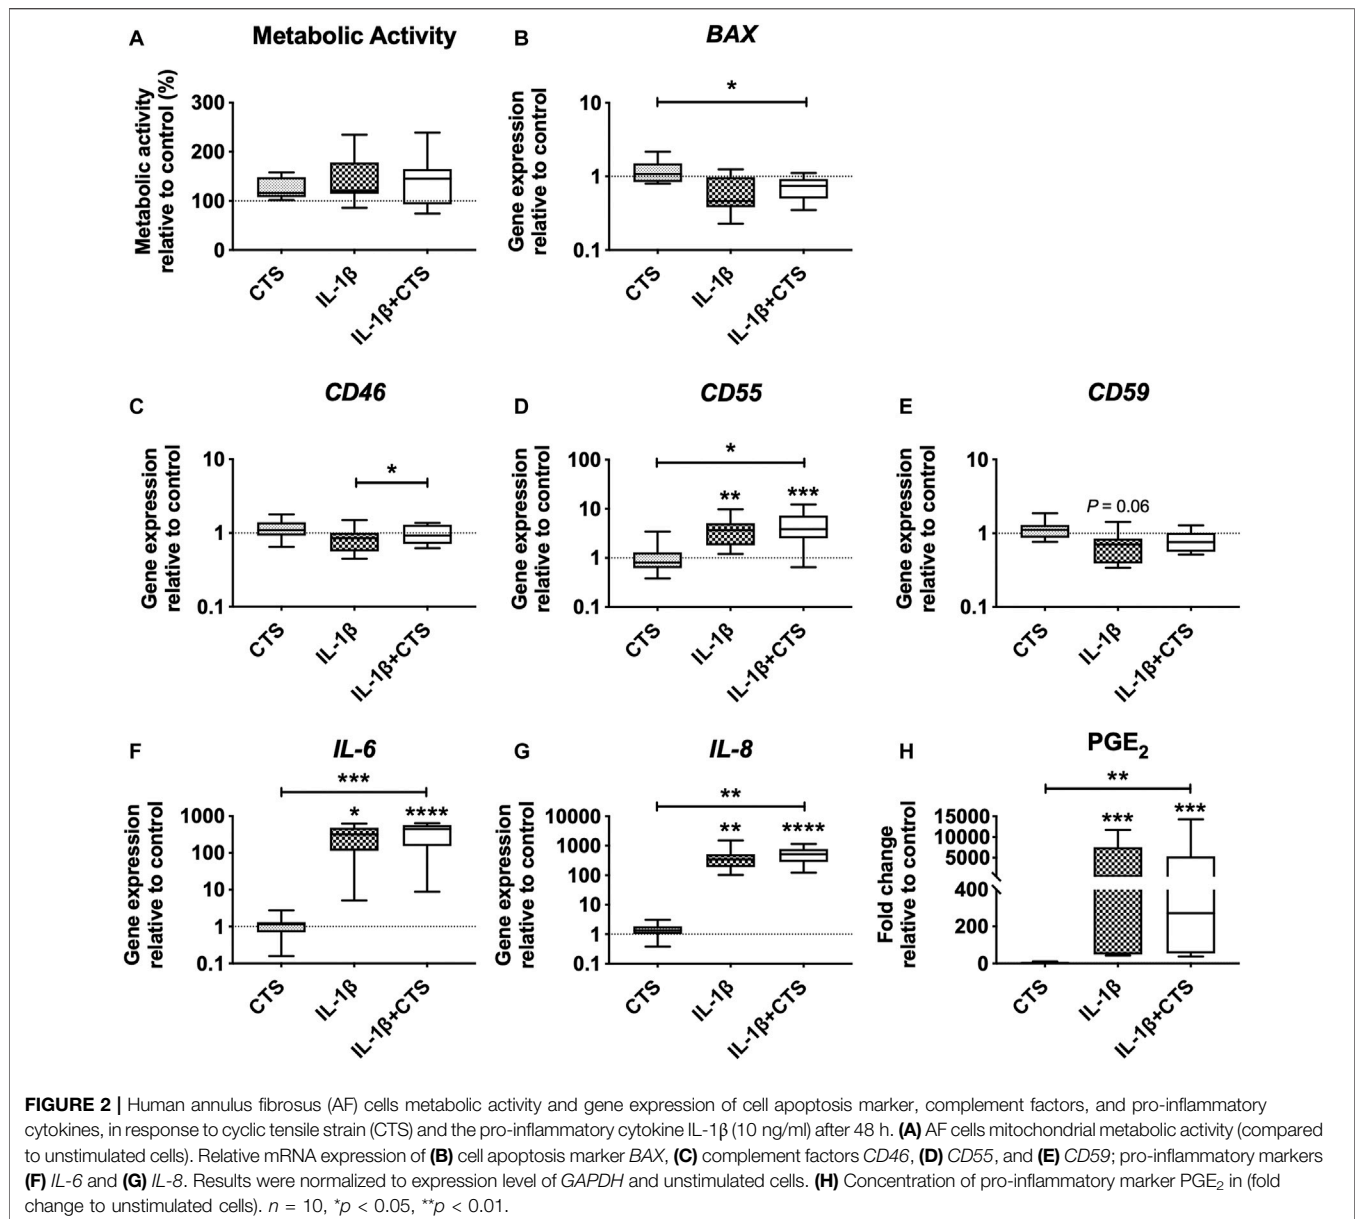 A Metabolic Activity
Metabolic activity
relative to control (%)
300
200
100
0
CTS
IL-1β
IL-1β+CTS
B BAX
Gene expression
relative to control
10
1
0.1
*
CTS
IL-1β
IL-1β+CTS
C CD46
Gene expression
relative to control
10
1
0.1
*
CTS
IL-1β
IL-1β+CTS
D CD55
Gene expression
relative to control
100
10
1
0.1
*
** ***
CTS
IL-1β
IL-1β+CTS
E CD59
Gene expression
relative to control
10
1
0.1
P = 0.06
CTS
IL-1β
IL-1β+CTS
F IL-6
Gene expression
relative to control
1000
100
10
1
0.1
***
* ****
CTS
IL-1β
IL-1β+CTS
G IL-8
Gene expression
relative to control
10000
1000
100
10
1
0.1
**
** ****
CTS
IL-1β
IL-1β+CTS
H PGE2
Fold change
relative to control
15000
10000
5000
400
200
0
**
*** ***
CTS
IL-1β
IL-1β+CTS
FIGURE 2 | Human annulus fibrosus (AF) cells metabolic activity and gene expression of cell apoptosis marker, complement factors, and pro-inflammatory
cytokines, in response to cyclic tensile strain (CTS) and the pro-inflammatory cytokine IL-1β (10 ng/ml) after 48 h. (A) AF cells mitochondrial metabolic activity (compared
to unstimulated cells). Relative mRNA expression of (B) cell apoptosis marker BAX, (C) complement factors CD46, (D) CD55, and (E) CD59; pro-inflammatory markers
(F) IL-6 and (G) IL-8. Results were normalized to expression level of GAPDH and unstimulated cells. (H) Concentration of pro-inflammatory marker PGE2 in (fold
change to unstimulated cells). n = 10, *p < 0.05, **p < 0.01.